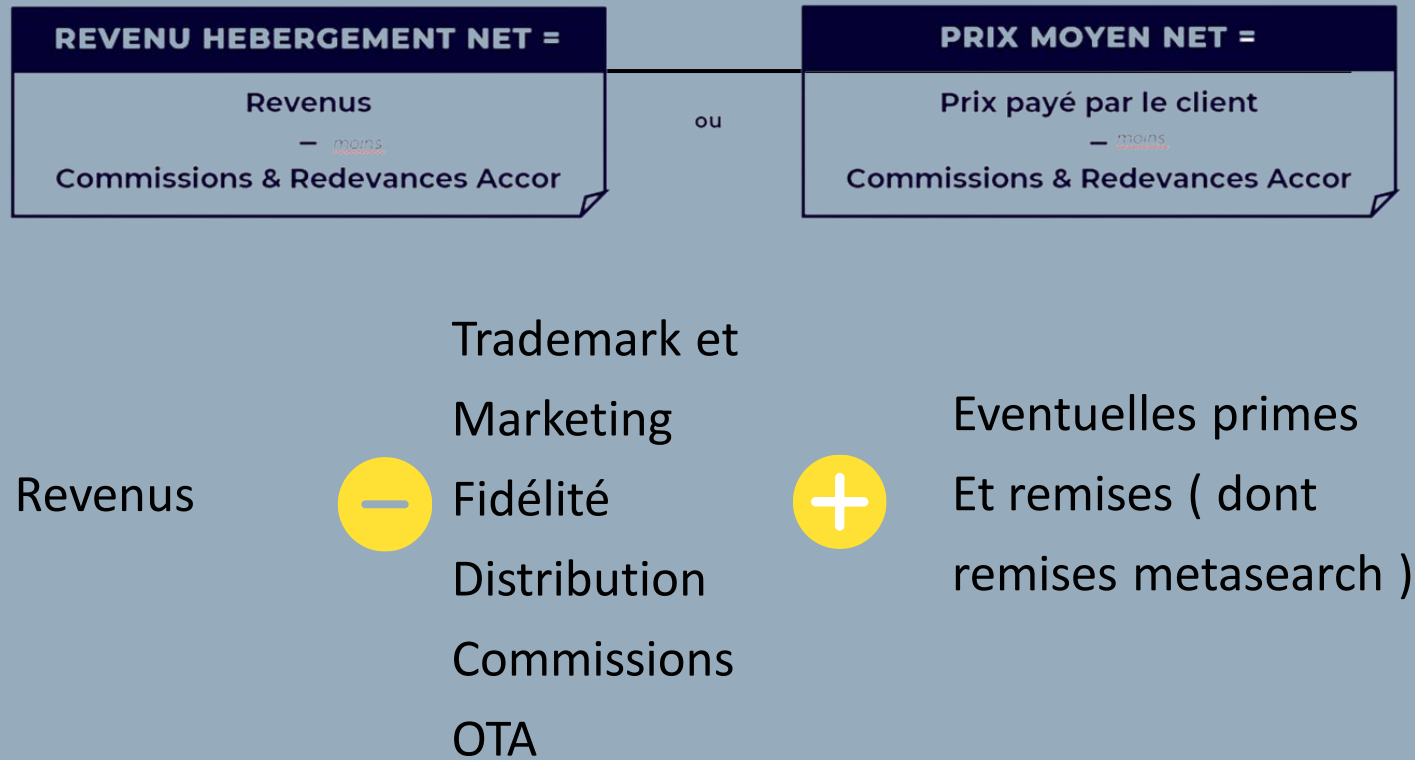 REVENU HEBERGEMENT NET =
Revenus
– moins
Commissions & Redevances Accor
ou
PRIX MOYEN NET =
Prix payé par le client
– moins
Commissions & Redevances Accor
Revenus
–
Trademark et
Marketing
Fidélité
Distribution
Commissions
OTA
+
Eventuelles primes
Et remises ( dont
remises metasearch )